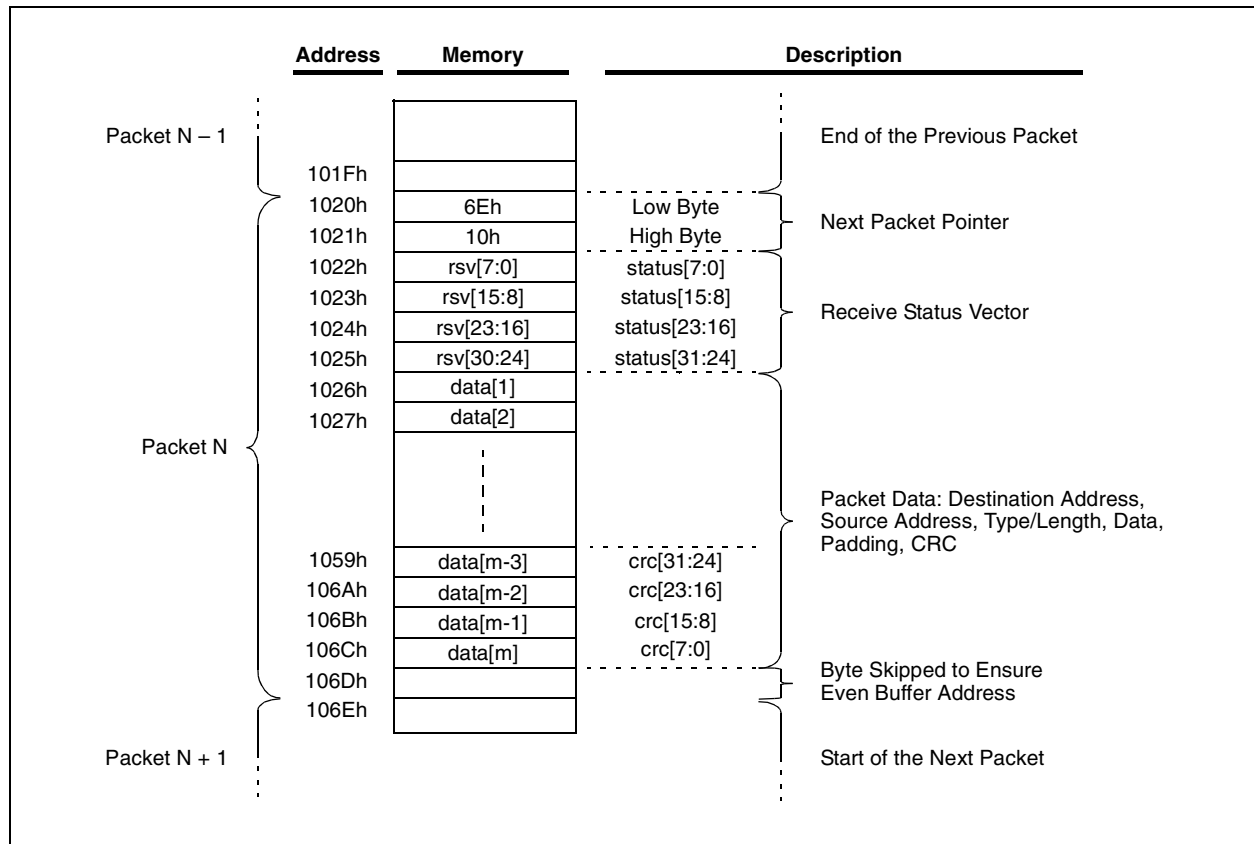 Address Memory Description
Packet N – 1 End of the Previous Packet
101Fh
1020h 6Eh Low Byte
Next Packet Pointer
1021h 10h High Byte
1022h rsv[7:0] status[7:0]
1023h rsv[15:8] status[15:8]
Receive Status Vector
1024h rsv[23:16] status[23:16]
1025h rsv[30:24] status[31:24]
1026h data[1]
1027h data[2]
Packet N
Packet Data: Destination Address,
Source Address, Type/Length, Data,
Padding, CRC
1059h data[m-3] crc[31:24]
106Ah data[m-2] crc[23:16]
106Bh data[m-1] crc[15:8]
106Ch data[m] crc[7:0]
Byte Skipped to Ensure
Even Buffer Address
106Dh
106Eh
Packet N + 1 Start of the Next Packet